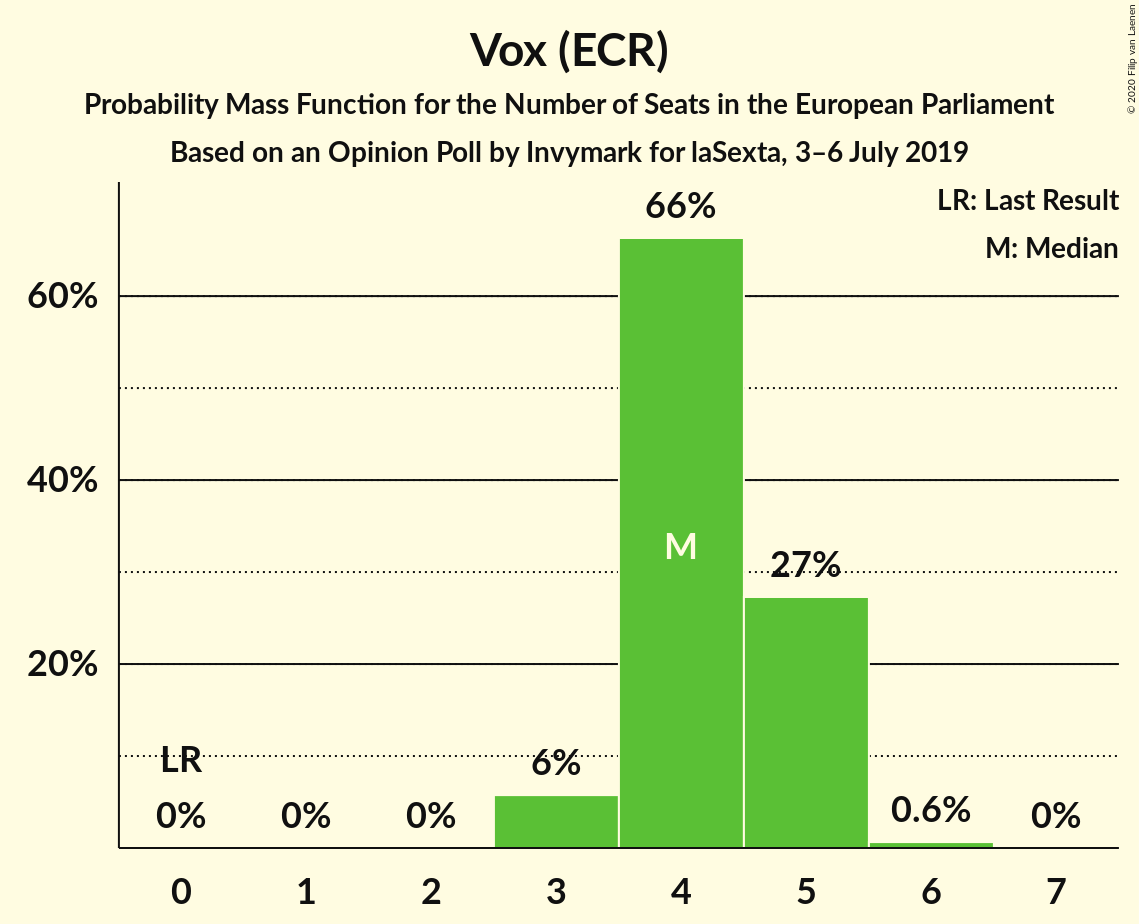 Vox (ECR)
Probability Mass Function for the Number of Seats in the European Parliament
Based on an Opinion Poll by Invymark for laSexta, 3–6 July 2019
© 2020 Filip van Laenen
LR: Last Result
M: Median
66%
60%
40%
M
27%
20%
LR
6%
0%
0%
0%
0.6%
0%
0 1 2 3 4 5 6 7